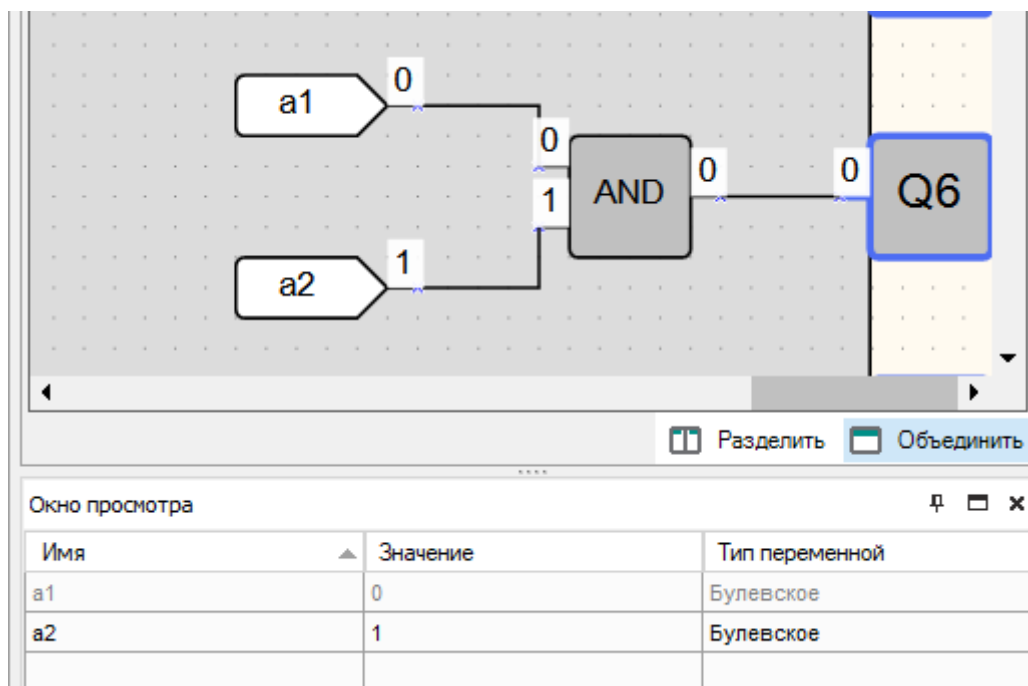 a1 0
0
AND 0 0 Q6
1
a2 1
Разделить Объединить
Окно просмотра
Имя Значение Тип переменной
a1 0 Булевское
a2 1 Булевское